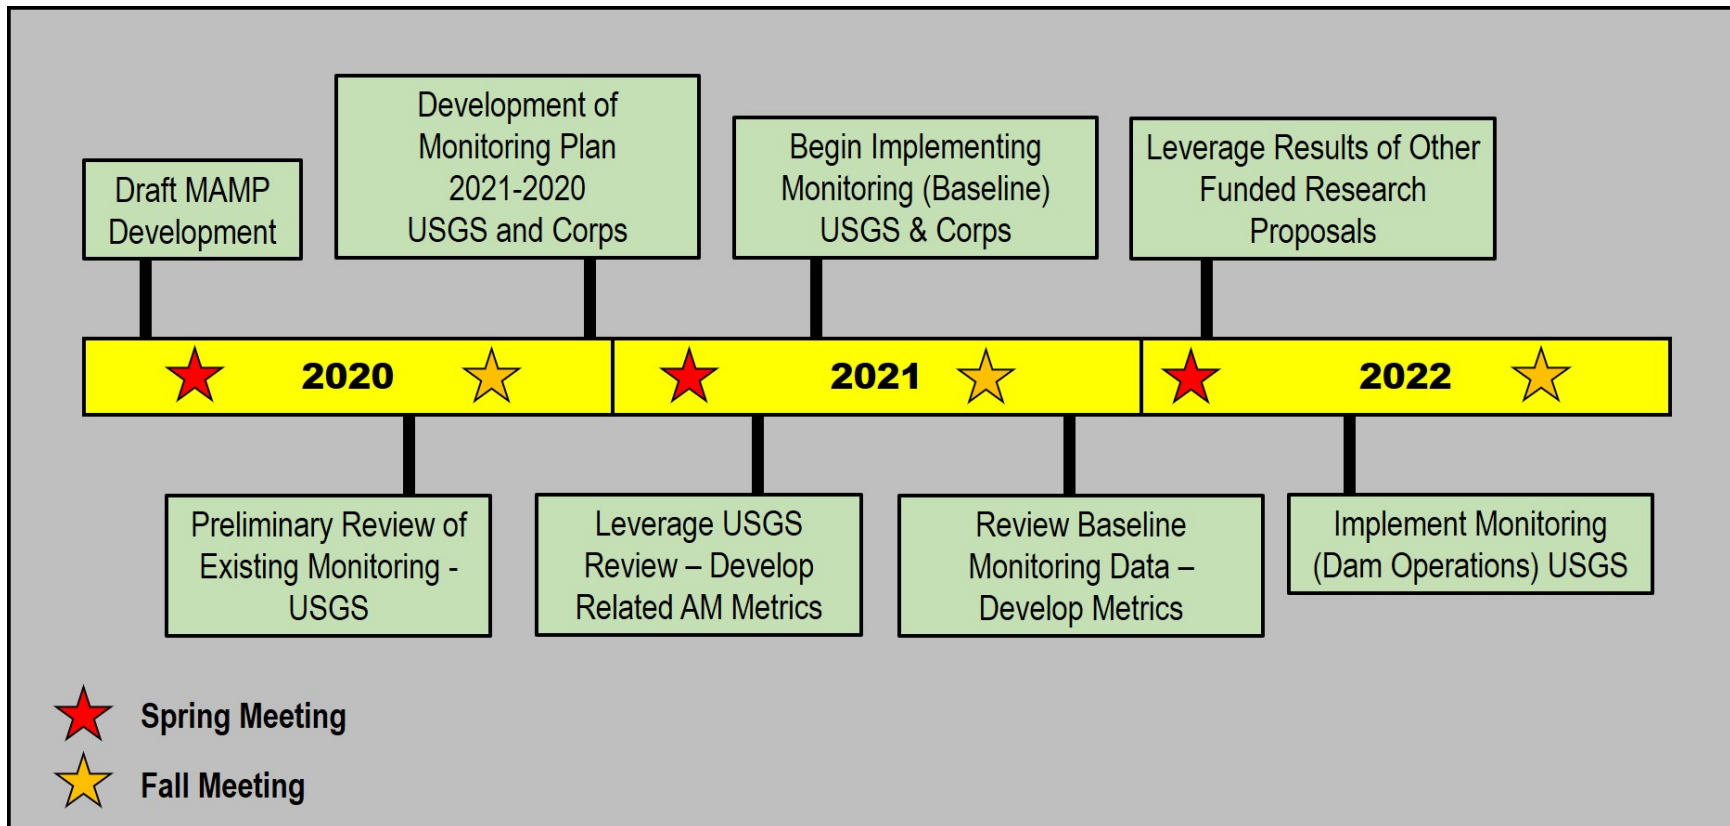 Draft MAMP
Development
Development of
Monitoring Plan
2021-2020
USGS and Corps
Begin Implementing
Monitoring (Baseline)
USGS & Corps
Leverage Results of Other
Funded Research
Proposals
2020
2021
2022
Preliminary Review of
Existing Monitoring -
USGS
Leverage USGS
Review – Develop
Related AM Metrics
Review Baseline
Monitoring Data –
Develop Metrics
Implement Monitoring
(Dam Operations) USGS
Spring Meeting
Fall Meeting